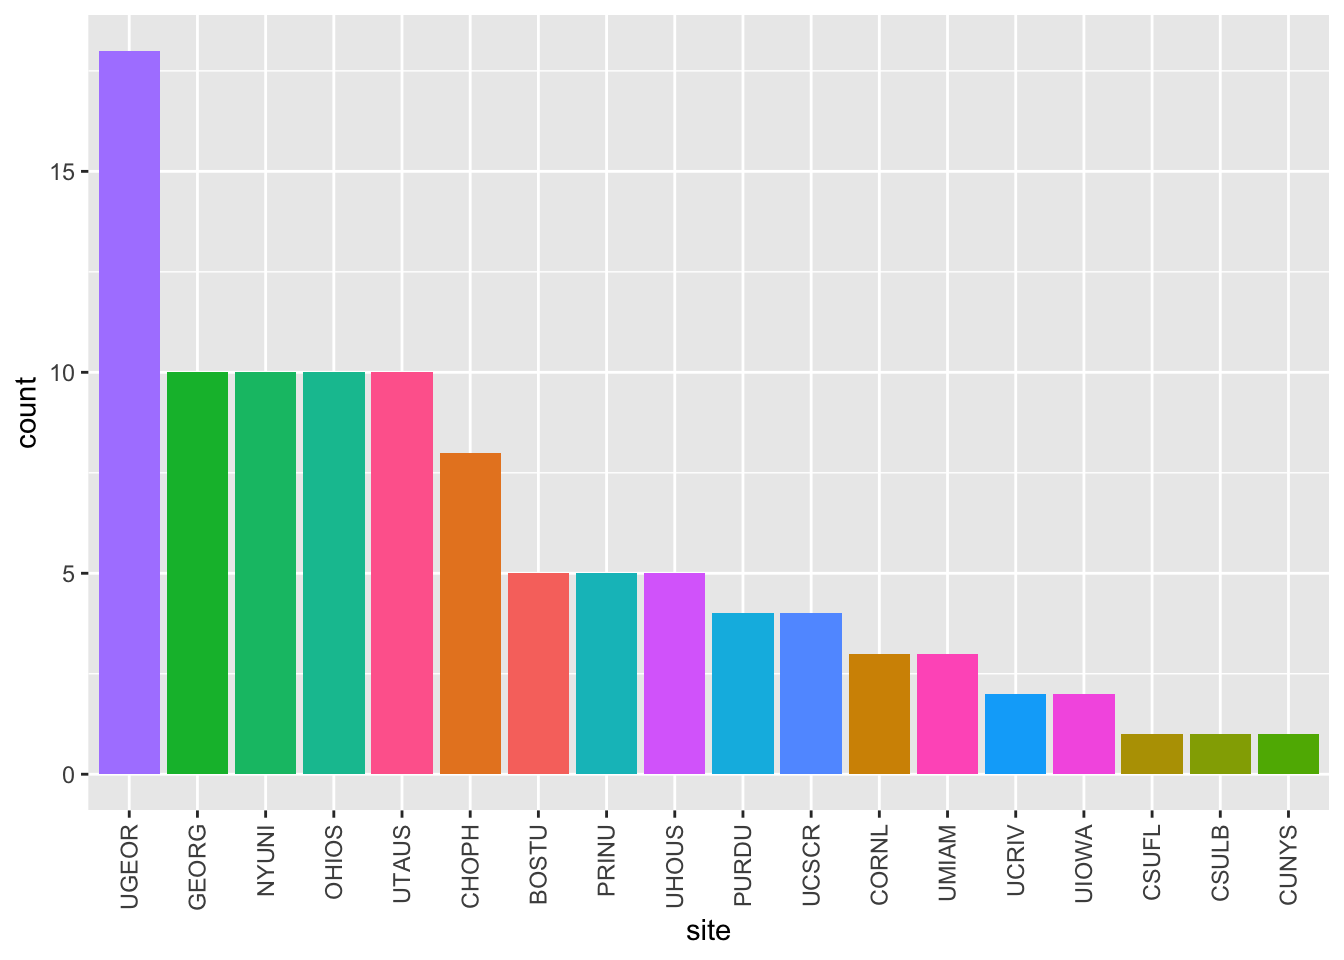 count
15
10
5
0
UGEOR
GEORG
NYUNI
OHIOS
UTAUS
CHOPH
BOSTU
PRINU
UHOUS
PURDU
UCSCR
CORNL
UMIAM
UCRIV
UIOWA
CSUFL
CSULB
CUNYS
site